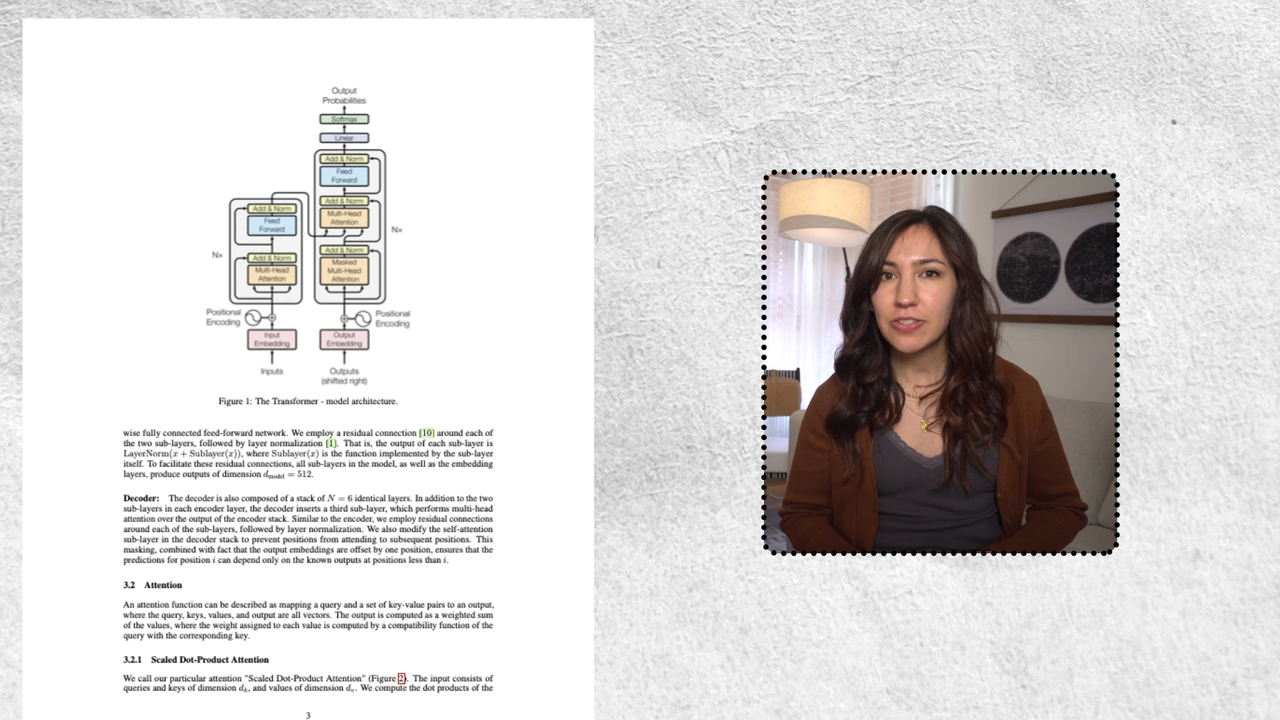 Output
Probabilities
Softmax
Linear
Add & Norm
Feed
Forward
Add & Norm
Multi-Head
Attention
Add & Norm
Masked
Multi-Head
Attention
Nx
Add & Norm
Feed
Forward
Add & Norm
Multi-Head
Attention
Nx
Positional
Encoding
Positional
Encoding
Input
Embedding
Output
Embedding
Inputs
Outputs
(shifted right)
Figure 1: The Transformer - model architecture.
wise fully connected feed-forward network. We employ a residual connection [10] around each of
the two sub-layers, followed by layer normalization [1]. That is, the output of each sub-layer is
LayerNorm(x + Sublayer(x)), where Sublayer(x) is the function implemented by the sub-layer
itself. To facilitate these residual connections, all sub-layers in the model, as well as the embedding
layers, produce outputs of dimension dmodel = 512.
Decoder: The decoder is also composed of a stack of N = 6 identical layers. In addition to the two
sub-layers in each encoder layer, the decoder inserts a third sub-layer, which performs multi-head
attention over the output of the encoder stack. Similar to the encoder, we employ residual connections
around each of the sub-layers, followed by layer normalization. We also modify the self-attention
sub-layer in the decoder stack to prevent positions from attending to subsequent positions. This
masking, combined with fact that the output embeddings are offset by one position, ensures that the
predictions for position i can depend only on the known outputs at positions less than i.
3.2 Attention
An attention function can be described as mapping a query and a set of key-value pairs to an output,
where the query, keys, values, and output are all vectors. The output is computed as a weighted sum
of the values, where the weight assigned to each value is computed by a compatibility function of the
query with the corresponding key.
3.2.1 Scaled Dot-Product Attention
We call our particular attention "Scaled Dot-Product Attention" (Figure 2). The input consists of
queries and keys of dimension dk, and values of dimension dv. We compute the dot products of the
3